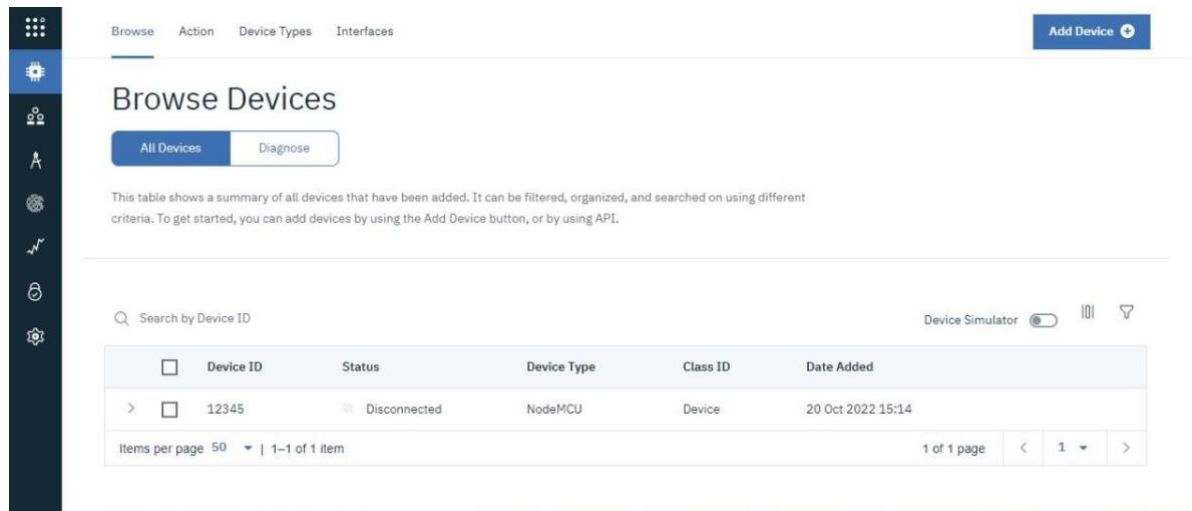 Browse Action Device Types Interfaces Add Device
Browse Devices
All Devices Diagnose
This table shows a summary of all devices that have been added. It can be filtered, organized, and searched on using different
criteria. To get started, you can add devices by using the Add Device button, or by using API.
Search by Device ID Device Simulator
Device ID Status Device Type Class ID Date Added
12345 Disconnected NodeMCU Device 20 Oct 2022 15:14
Items per page 50 | 1–1 of 1 item 1 of 1 page 1